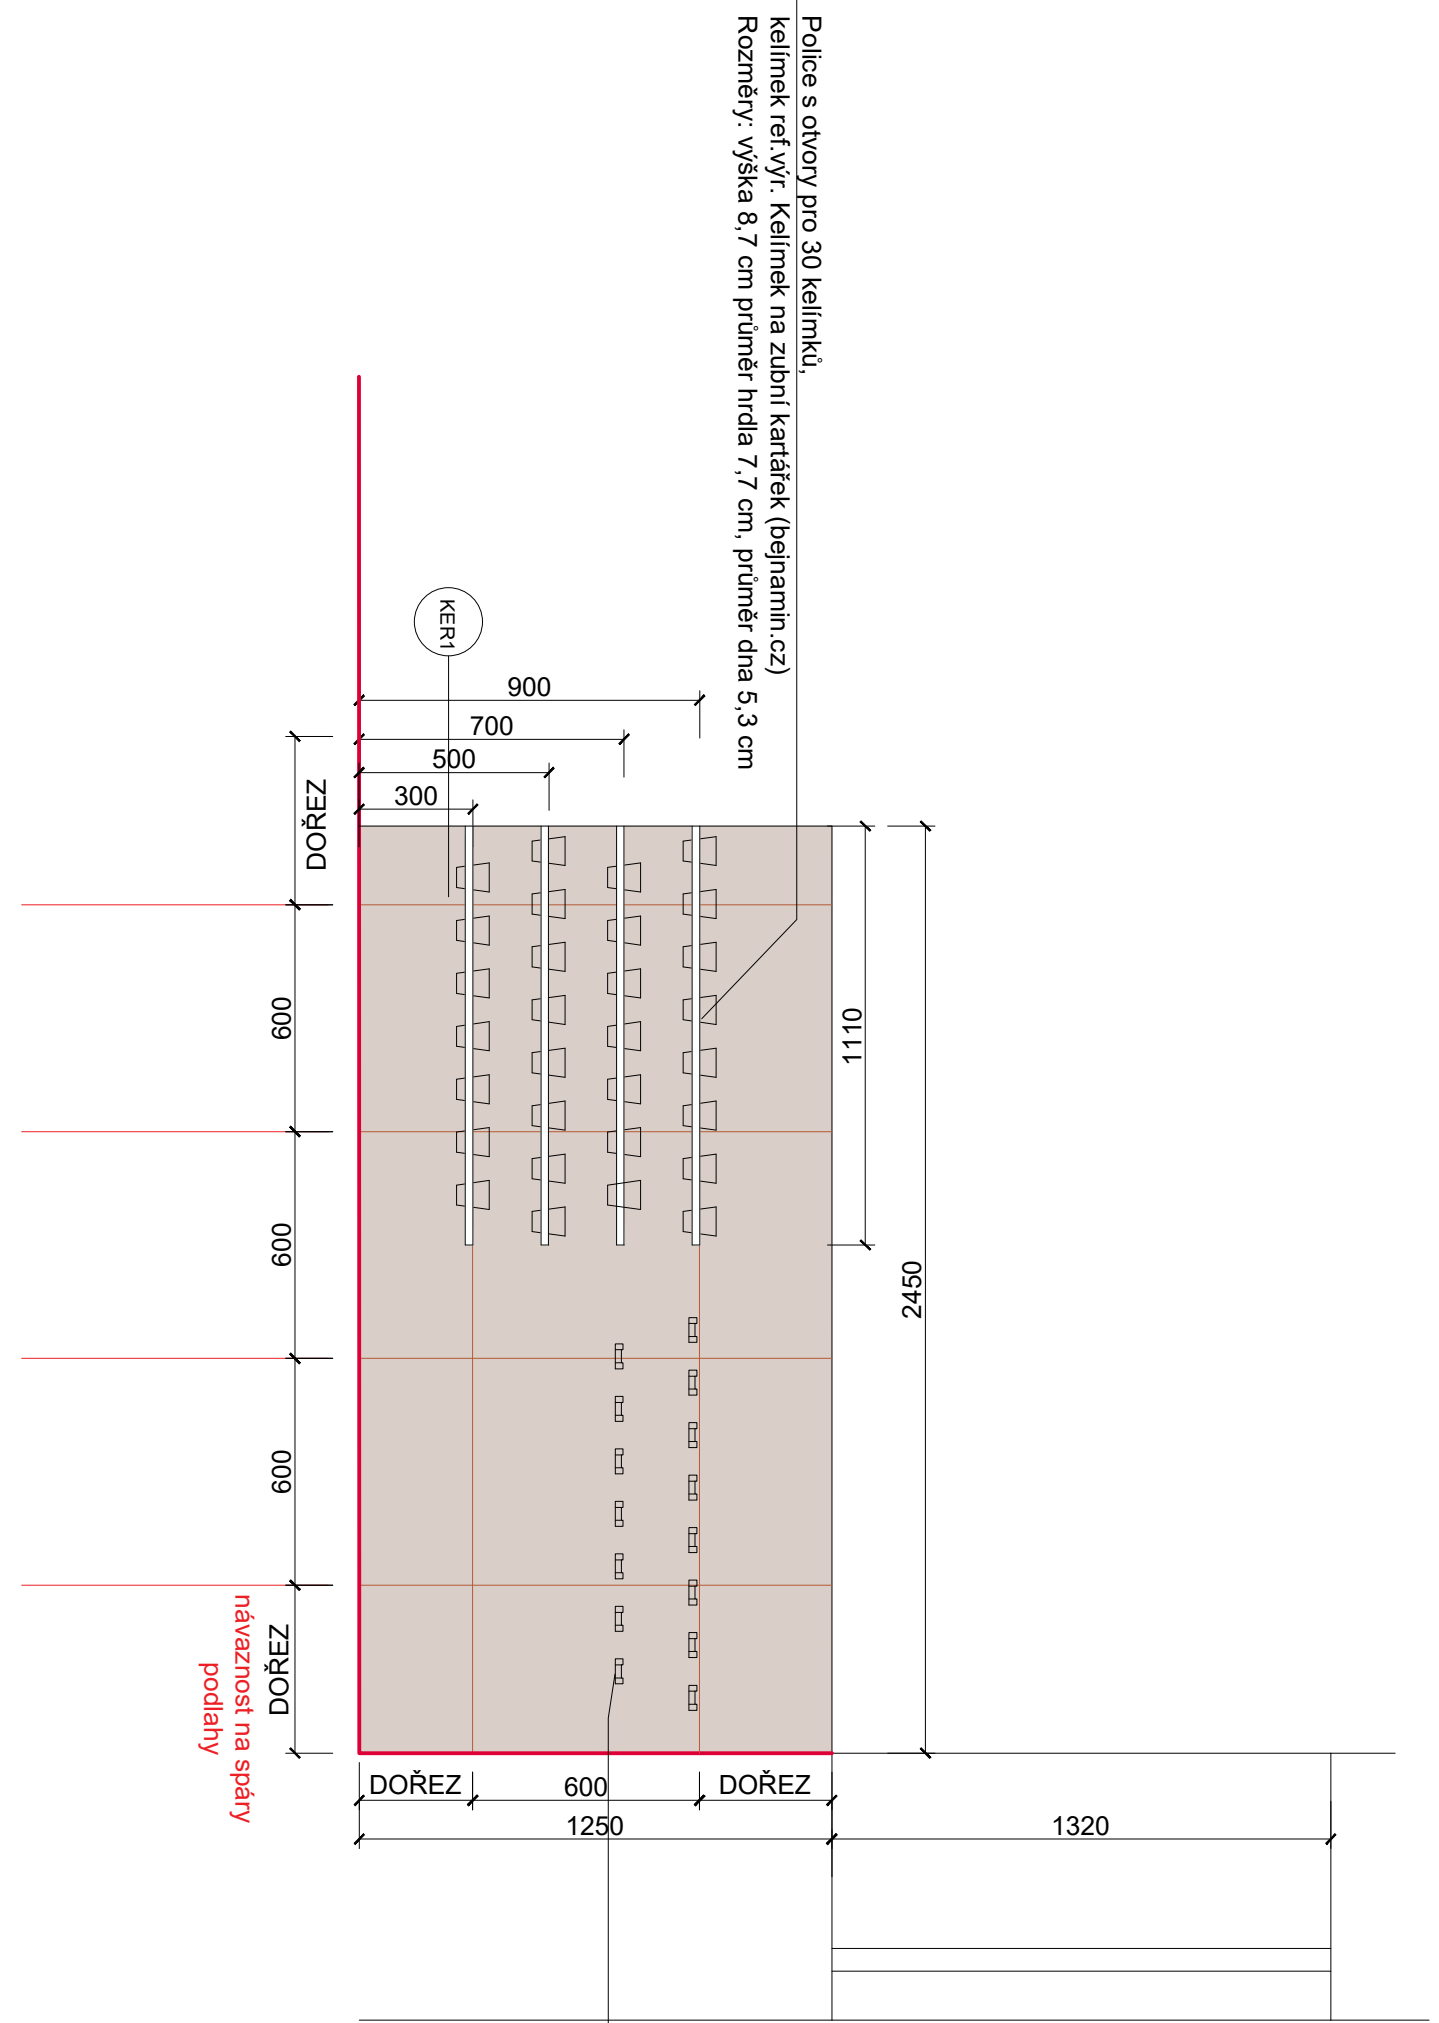 Police s otvory pro 30 kelímků,
kelímek ref.výr. Kelímek na zubní kartářek (bejnamin.cz)
Rozměry: výška 8,7 cm průměr hrdla 7,7 cm, průměr dna 5,3 cm
KER1
900
700
500
300
DOŘEZ
600
600
600
DOŘEZ
návaznost na spáry
podlahy
1110
2450
DOŘEZ
600
DOŘEZ
1250
1320